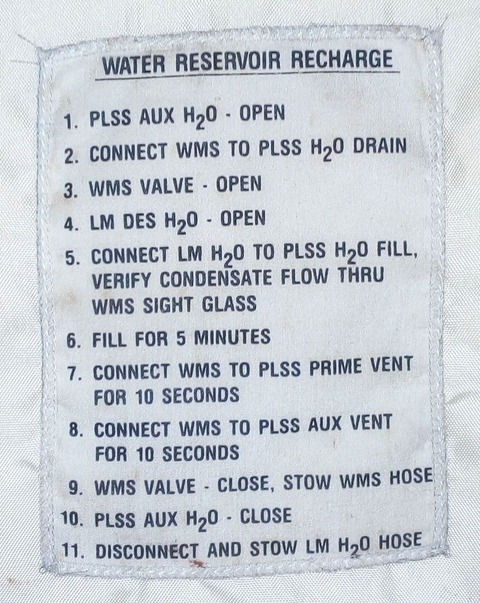 WATER RESERVOIR RECHARGE
1. PLSS AUX H2O - OPEN
2. CONNECT WMS TO PLSS H2O DRAIN
3. WMS VALVE - OPEN
4. LM DES H2O - OPEN
5. CONNECT LM H2O TO PLSS H2O FILL,
VERIFY CONDENSATE FLOW THRU
WMS SIGHT GLASS
6. FILL FOR 5 MINUTES
7. CONNECT WMS TO PLSS PRIME VENT
FOR 10 SECONDS
8. CONNECT WMS TO PLSS AUX VENT
FOR 10 SECONDS
9. WMS VALVE - CLOSE, STOW WMS HOSE
10. PLSS AUX H2O - CLOSE
11. DISCONNECT AND STOW LM H2O HOSE